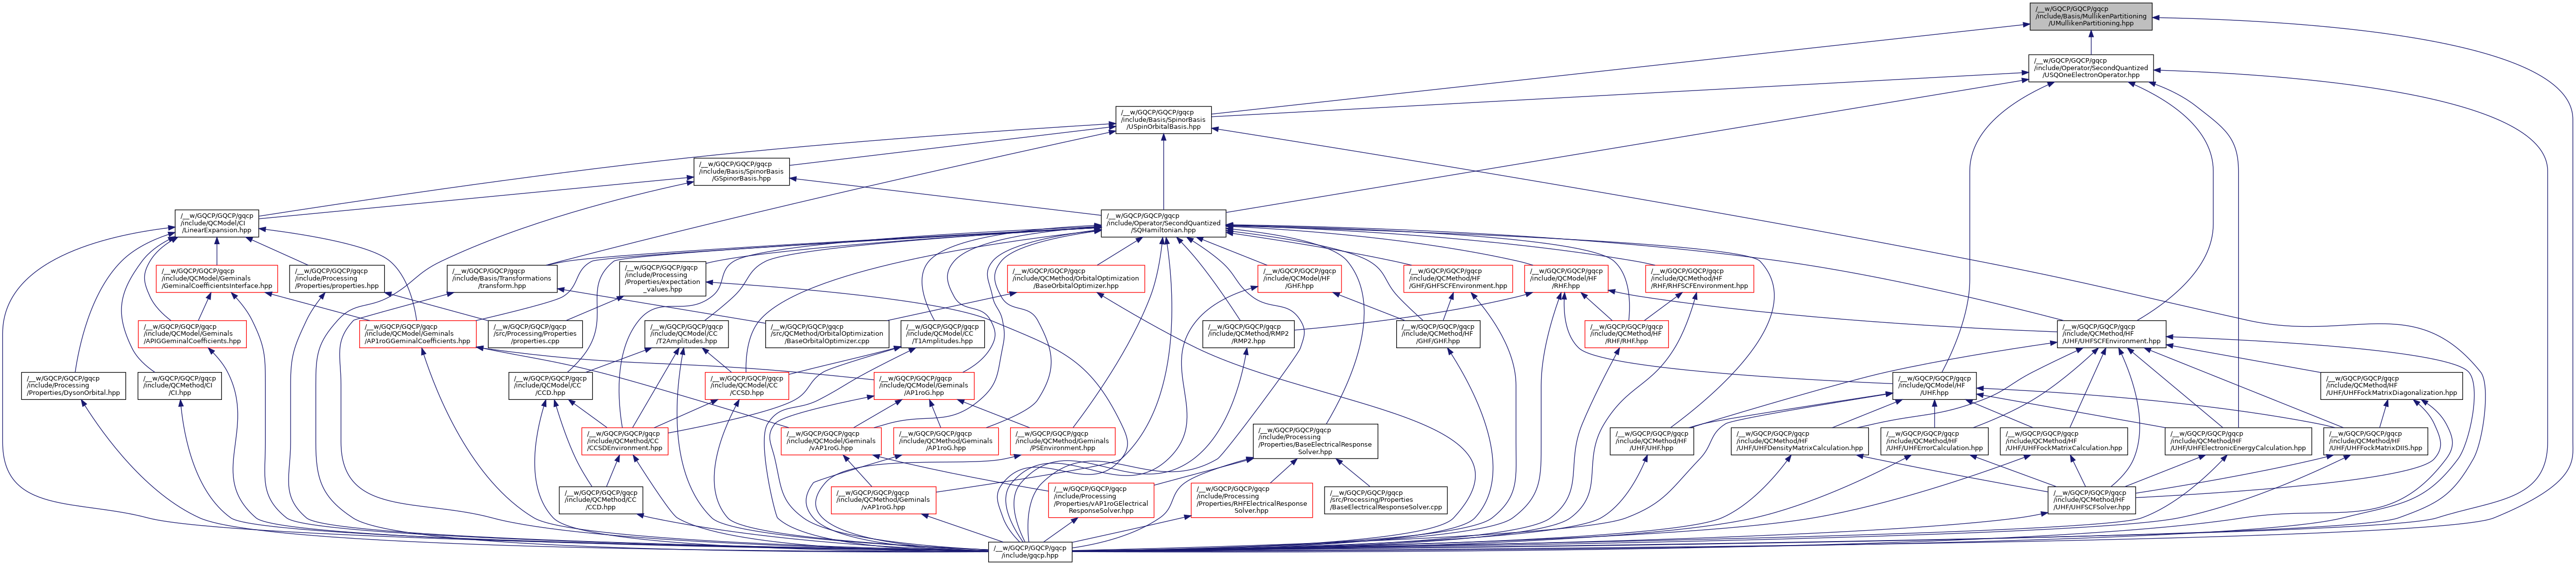 /__w/GQCP/GQCP/gqcp
/include/Basis/MullikenPartitioning
/UMullikenPartitioning.hpp
/__w/GQCP/GQCP/gqcp
/include/Operator/SecondQuantized
/USQOneElectronOperator.hpp
/__w/GQCP/GQCP/gqcp
/include/Basis/SpinorBasis
/USpinOrbitalBasis.hpp
/__w/GQCP/GQCP/gqcp
/include/Basis/SpinorBasis
/GSpinorBasis.hpp
/__w/GQCP/GQCP/gqcp
/include/QCModel/CI
/LinearExpansion.hpp
/__w/GQCP/GQCP/gqcp
/include/Operator/SecondQuantized
/SQHamiltonian.hpp
/__w/GQCP/GQCP/gqcp
/include/QCModel/Geminals
/GeminalCoefficientsInterface.hpp
/__w/GQCP/GQCP/gqcp
/include/Processing
/Properties/properties.hpp
/__w/GQCP/GQCP/gqcp
/include/Basis/Transformations
/transform.hpp
/__w/GQCP/GQCP/gqcp
/include/Processing
/Properties/expectation
_values.hpp
/__w/GQCP/GQCP/gqcp
/include/QCMethod/OrbitalOptimization
/BaseOrbitalOptimizer.hpp
/__w/GQCP/GQCP/gqcp
/include/QCModel/HF
/GHF.hpp
/__w/GQCP/GQCP/gqcp
/include/QCMethod/HF
/GHF/GHFSCFEnvironment.hpp
/__w/GQCP/GQCP/gqcp
/include/QCModel/HF
/RHF.hpp
/__w/GQCP/GQCP/gqcp
/include/QCMethod/HF
/RHF/RHFSCFEnvironment.hpp
/__w/GQCP/GQCP/gqcp
/include/QCModel/Geminals
/APIGGeminalCoefficients.hpp
/__w/GQCP/GQCP/gqcp
/include/QCModel/Geminals
/AP1roGGeminalCoefficients.hpp
/__w/GQCP/GQCP/gqcp
/src/Processing/Properties
/properties.cpp
/__w/GQCP/GQCP/gqcp
/include/QCModel/CC
/T2Amplitudes.hpp
/__w/GQCP/GQCP/gqcp
/src/QCMethod/OrbitalOptimization
/BaseOrbitalOptimizer.cpp
/__w/GQCP/GQCP/gqcp
/include/QCModel/CC
/T1Amplitudes.hpp
/__w/GQCP/GQCP/gqcp
/include/QCMethod/RMP2
/RMP2.hpp
/__w/GQCP/GQCP/gqcp
/include/QCMethod/HF
/GHF/GHF.hpp
/__w/GQCP/GQCP/gqcp
/include/QCMethod/HF
/RHF/RHF.hpp
/__w/GQCP/GQCP/gqcp
/include/QCMethod/HF
/UHF/UHFSCFEnvironment.hpp
/__w/GQCP/GQCP/gqcp
/include/Processing
/Properties/DysonOrbital.hpp
/__w/GQCP/GQCP/gqcp
/include/QCMethod/CI
/CI.hpp
/__w/GQCP/GQCP/gqcp
/include/QCModel/CC
/CCD.hpp
/__w/GQCP/GQCP/gqcp
/include/QCModel/CC
/CCSD.hpp
/__w/GQCP/GQCP/gqcp
/include/QCModel/Geminals
/AP1roG.hpp
/__w/GQCP/GQCP/gqcp
/include/QCModel/HF
/UHF.hpp
/__w/GQCP/GQCP/gqcp
/include/QCMethod/HF
/UHF/UHFFockMatrixDiagonalization.hpp
/__w/GQCP/GQCP/gqcp
/include/QCMethod/CC
/CCSDEnvironment.hpp
/__w/GQCP/GQCP/gqcp
/include/QCModel/Geminals
/vAP1roG.hpp
/__w/GQCP/GQCP/gqcp
/include/QCMethod/Geminals
/AP1roG.hpp
/__w/GQCP/GQCP/gqcp
/include/QCMethod/Geminals
/PSEnvironment.hpp
/__w/GQCP/GQCP/gqcp
/include/Processing
/Properties/BaseElectricalResponse
Solver.hpp
/__w/GQCP/GQCP/gqcp
/include/QCMethod/HF
/UHF/UHF.hpp
/__w/GQCP/GQCP/gqcp
/include/QCMethod/HF
/UHF/UHFDensityMatrixCalculation.hpp
/__w/GQCP/GQCP/gqcp
/include/QCMethod/HF
/UHF/UHFErrorCalculation.hpp
/__w/GQCP/GQCP/gqcp
/include/QCMethod/HF
/UHF/UHFFockMatrixCalculation.hpp
/__w/GQCP/GQCP/gqcp
/include/QCMethod/HF
/UHF/UHFElectronicEnergyCalculation.hpp
/__w/GQCP/GQCP/gqcp
/include/QCMethod/HF
/UHF/UHFFockMatrixDIIS.hpp
/__w/GQCP/GQCP/gqcp
/include/QCMethod/CC
/CCD.hpp
/__w/GQCP/GQCP/gqcp
/include/QCMethod/Geminals
/vAP1roG.hpp
/__w/GQCP/GQCP/gqcp
/include/Processing
/Properties/vAP1roGElectrical
ResponseSolver.hpp
/__w/GQCP/GQCP/gqcp
/include/Processing
/Properties/RHFElectricalResponse
Solver.hpp
/__w/GQCP/GQCP/gqcp
/src/Processing/Properties
/BaseElectricalResponseSolver.cpp
/__w/GQCP/GQCP/gqcp
/include/QCMethod/HF
/UHF/UHFSCFSolver.hpp
/__w/GQCP/GQCP/gqcp
/include/gqcp.hpp